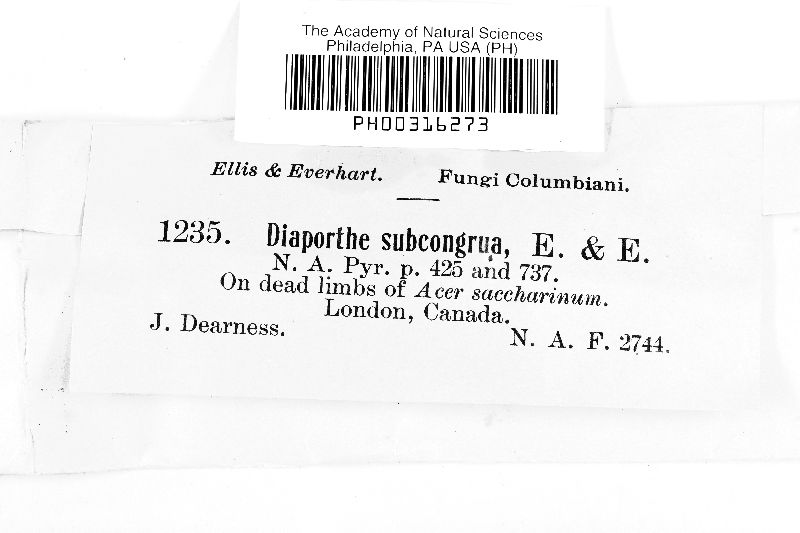 The Academy of Natural Sciences
Philadelphia, PA USA (PH)
PH00316273
Ellis & Everhart. Fungi Columbiani.
1235. Diaporthe subcongrua, E. & E.
N. A. Pyr. p. 425 and 737.
On dead limbs of Acer saccharinum.
London, Canada.
J. Dearness. N. A. F. 2744.